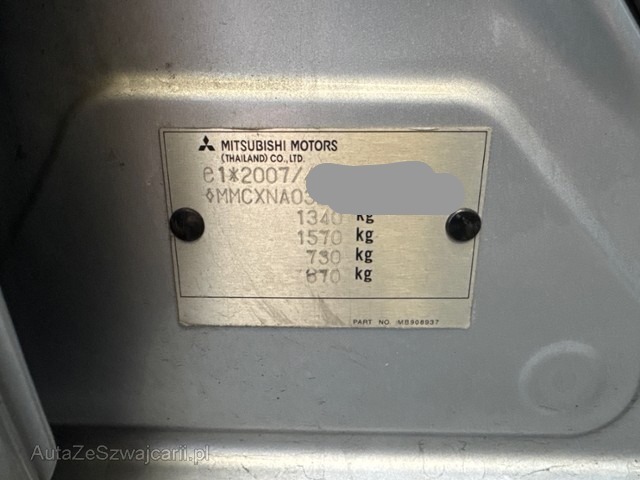 MITSUBISHI MOTORS
(THAILAND) CO., LTD.
e1*2007/
◊MMCXNA03
1340 kg
1570 kg
730 kg
670 kg
PART NO. MB908937
AutaZeSzwajcarii.pl